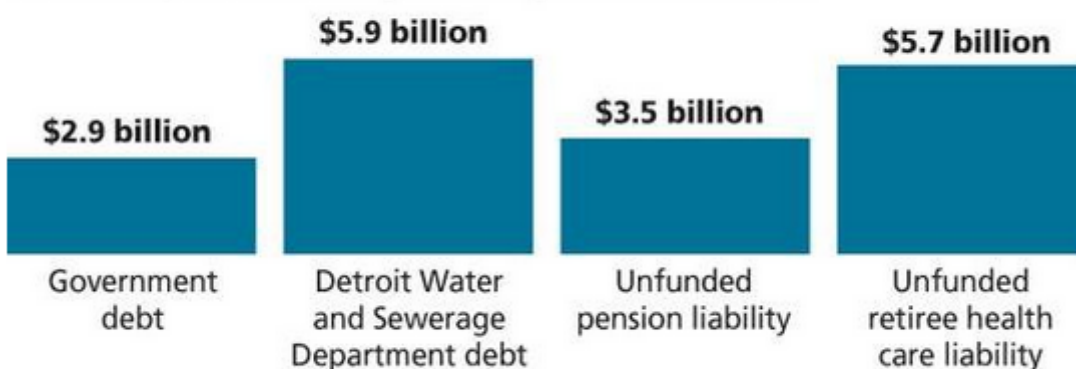 $2.9 billion
Government
debt
$5.9 billion
Detroit Water
and Sewerage
Department debt
$3.5 billion
Unfunded
pension liability
$5.7 billion
Unfunded
retiree health
care liability